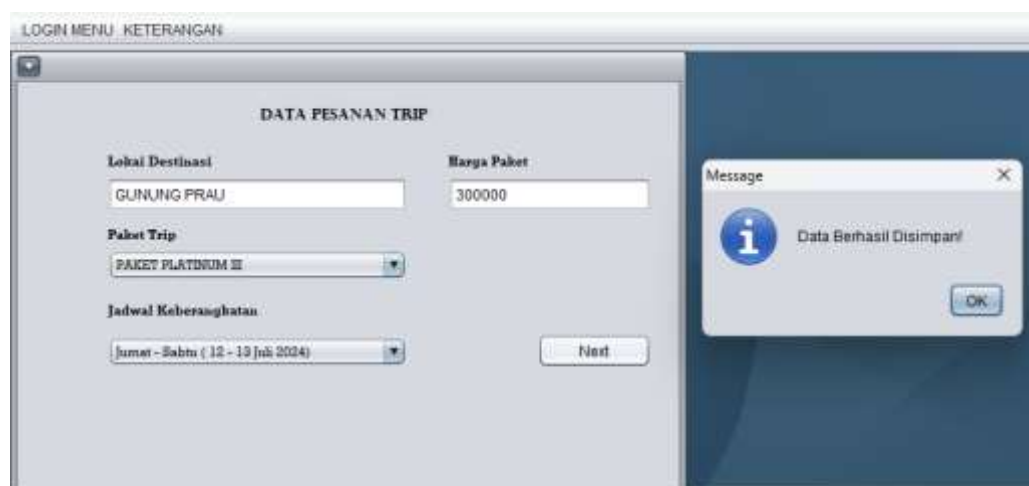 LOGIN MENU KETERANGAN
DATA PESANAN TRIP
Lokai Destinasi
Harga Paket
GUNUNG PRAU
300000
Paket Trip
PAKET PLATINUM III
Jadwal Keberangkatan
Jumat - Sabtu ( 12 - 13 Juli 2024)
Next
Message
Data Berhasil Disimpan!
OK